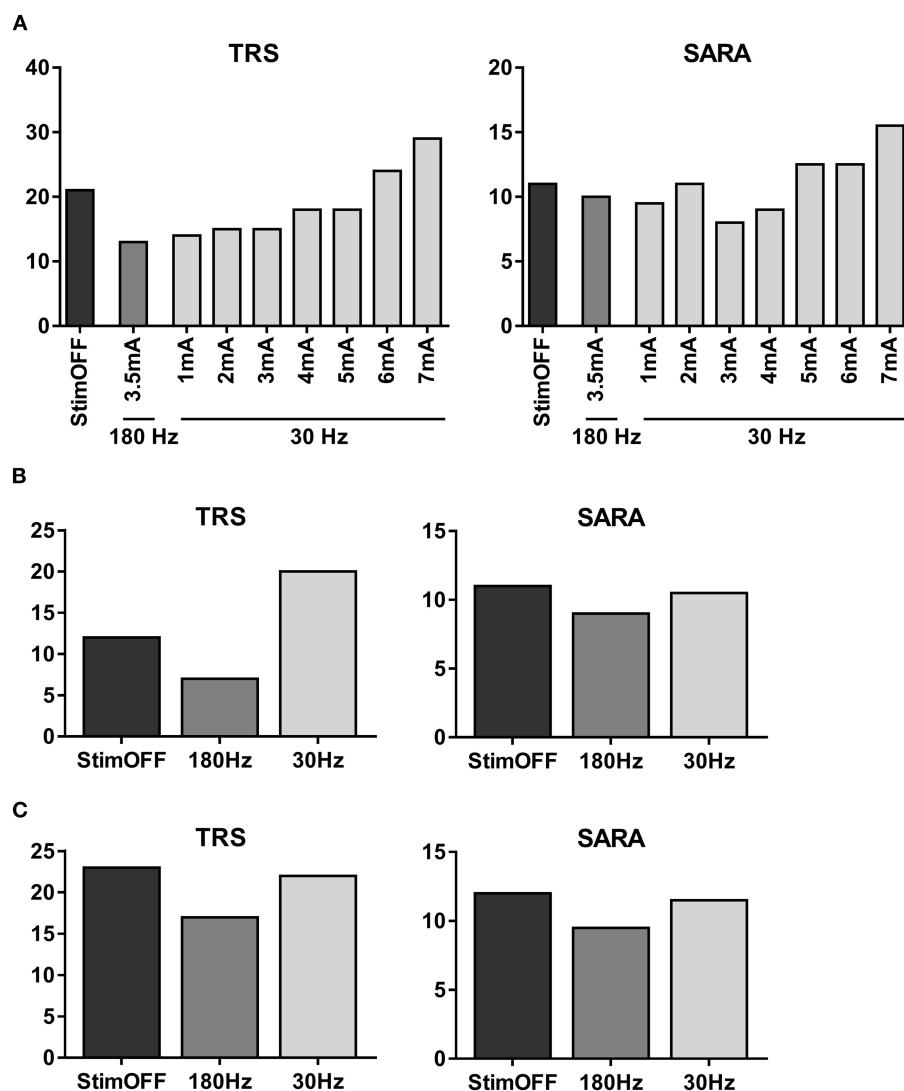 A
TRS
SARA
40
30
20
10
0
20
15
10
5
0
StimOFF
3.5mA
1mA
2mA
3mA
4mA
5mA
6mA
7mA
180 Hz
30 Hz
StimOFF
3.5mA
1mA
2mA
3mA
4mA
5mA
6mA
7mA
180 Hz
30 Hz
B
TRS
SARA
25
20
15
10
5
0
StimOFF 180Hz 30Hz
15
10
5
0
StimOFF 180Hz 30Hz
C
TRS
SARA
25
20
15
10
5
0
StimOFF 180Hz 30Hz
15
10
5
0
StimOFF 180Hz 30Hz